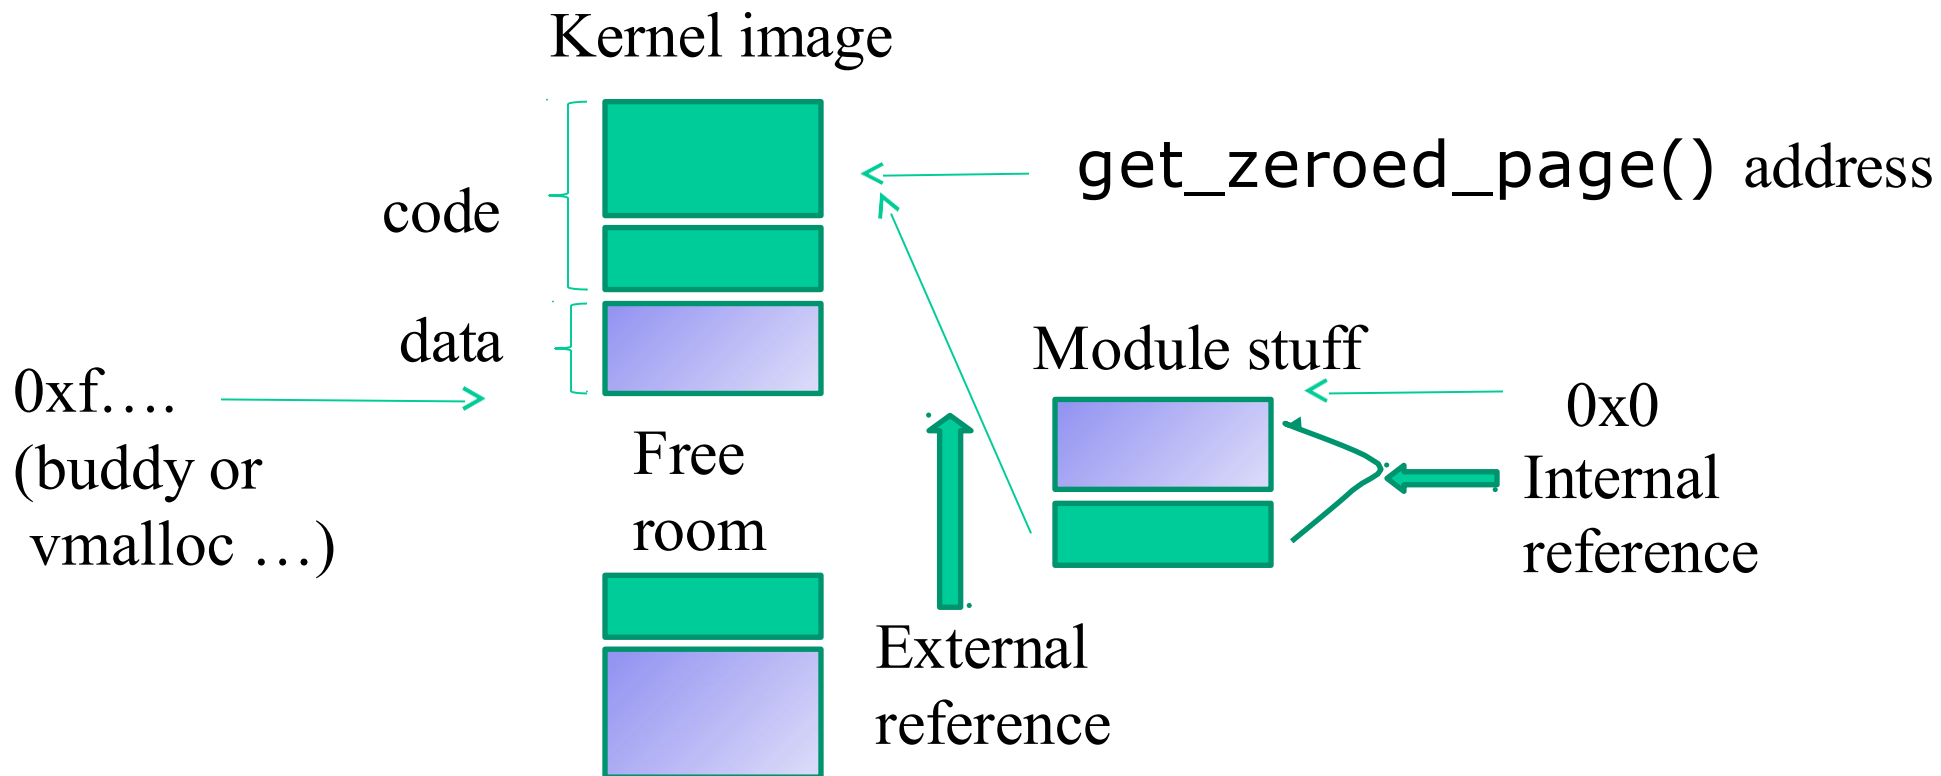 Kernel image
get_zeroed_page() address
code
data
Module stuff
0xf….
(buddy or
vmalloc …)
0x0
Free
room
Internal
reference
External
reference